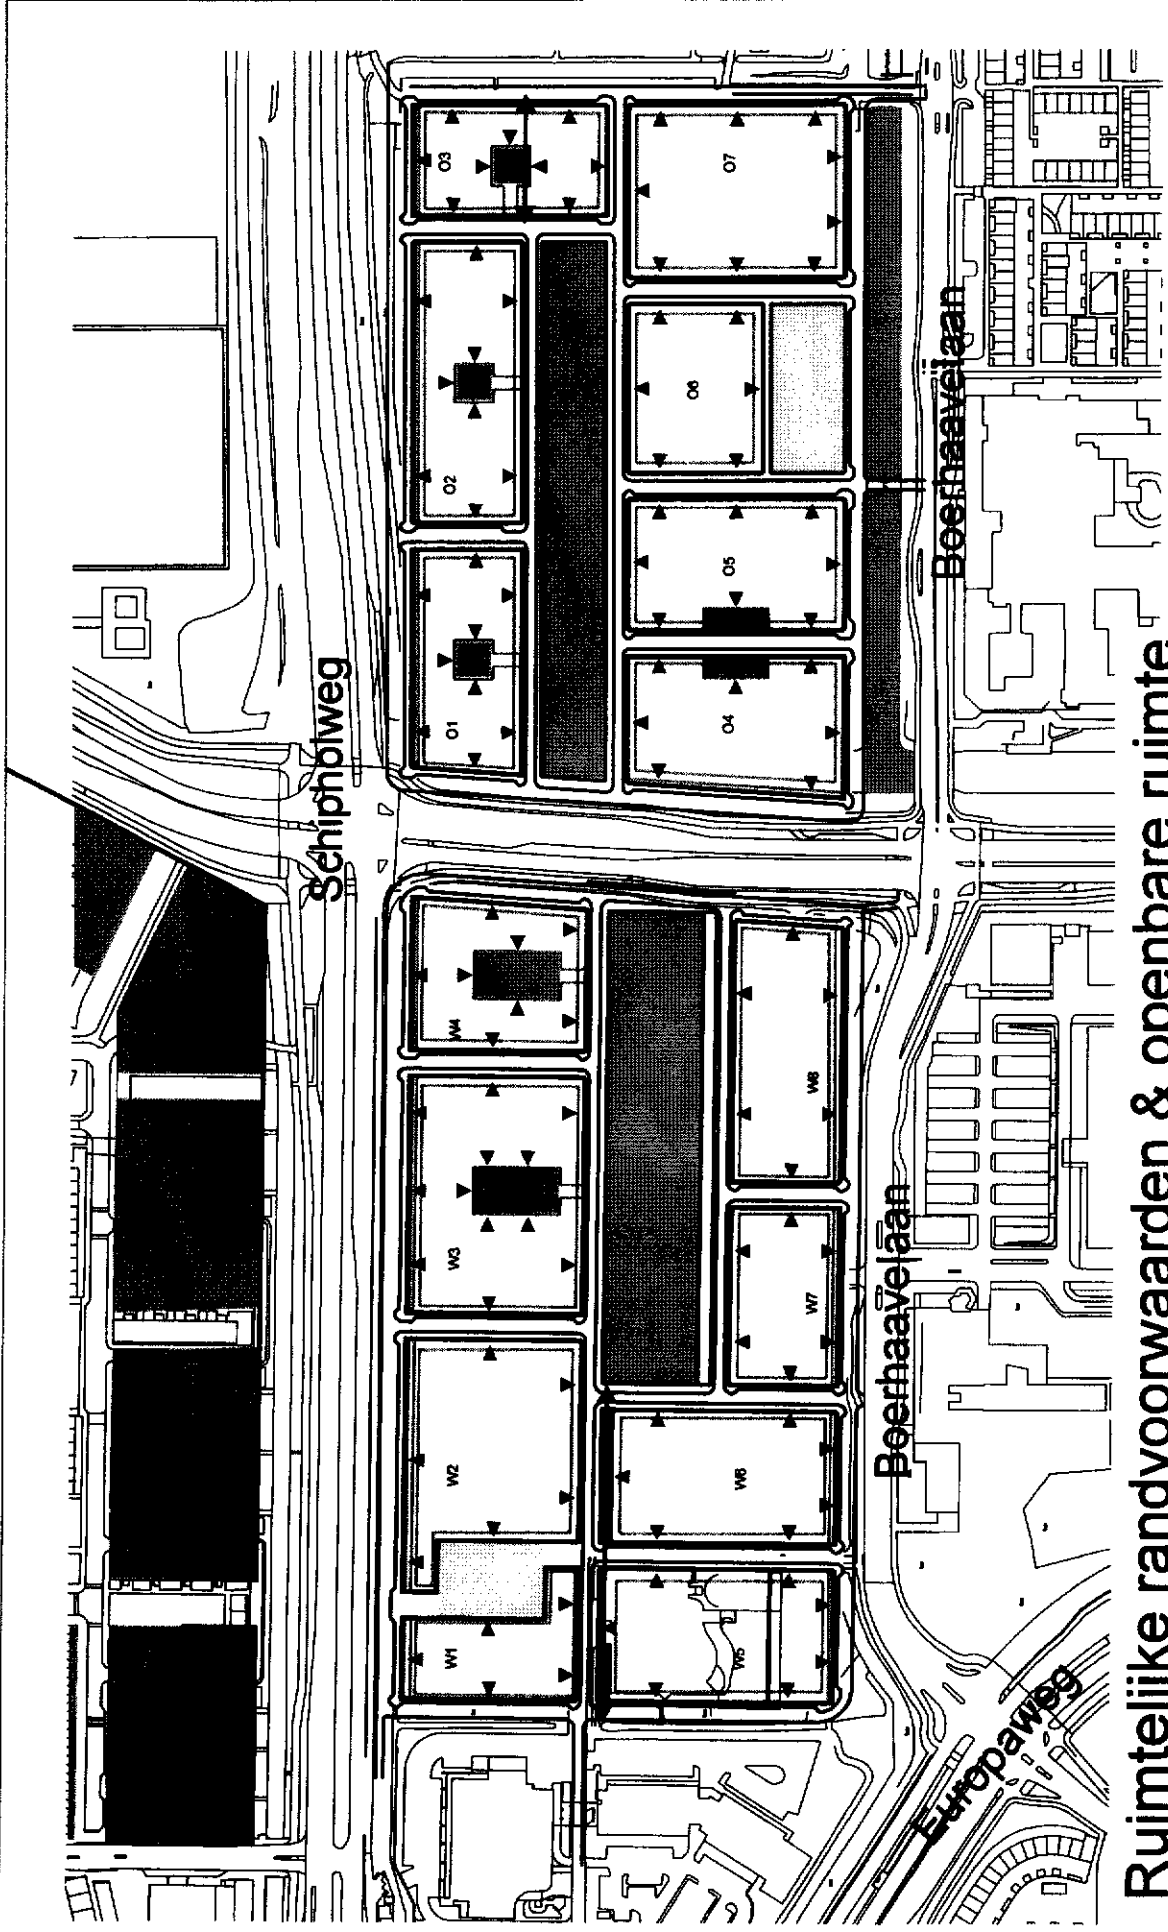 Schipholweg
W1
W2
W3
W4
O1
O2
O3
W5
W6
W7
W8
O4
O5
O6
O7
Boerhaavelaan
Boerhaavelaan
Europaweg
Ruimtelijke randvoorwaarden & openbare ruimte